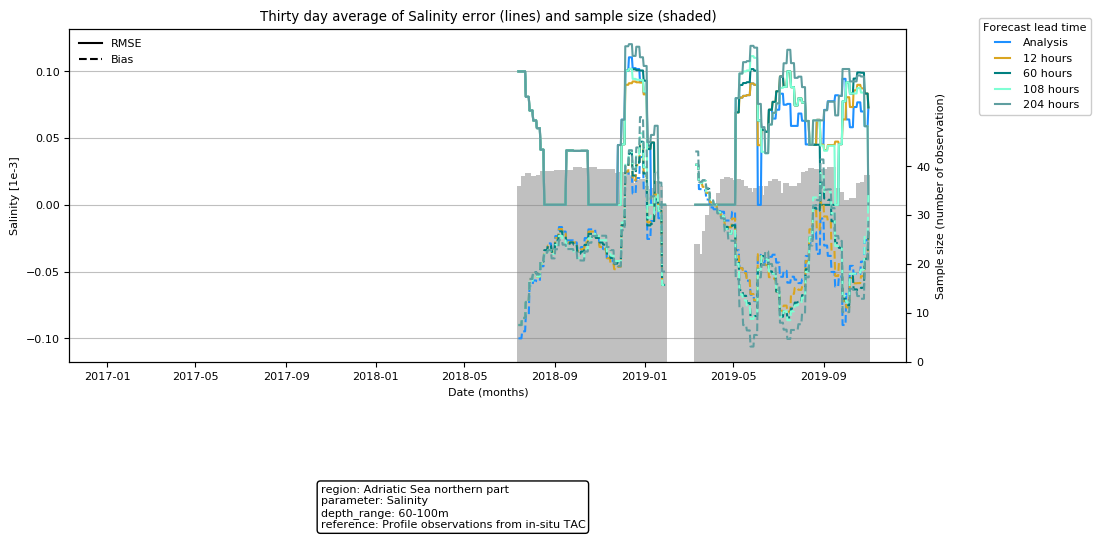 Thirty day average of Salinity error (lines) and sample size (shaded)
Forecast lead time
Analysis
12 hours
60 hours
108 hours
204 hours
RMSE
Bias
0.10
0.05
0.00
−0.05
−0.10
Salinity [1e-3]
40
30
20
10
0
Sample size (number of observation)
2017-01 2017-05 2017-09 2018-01 2018-05 2018-09 2019-01 2019-05 2019-09
Date (months)
region: Adriatic Sea northern part
parameter: Salinity
depth_range: 60-100m
reference: Profile observations from in-situ TAC